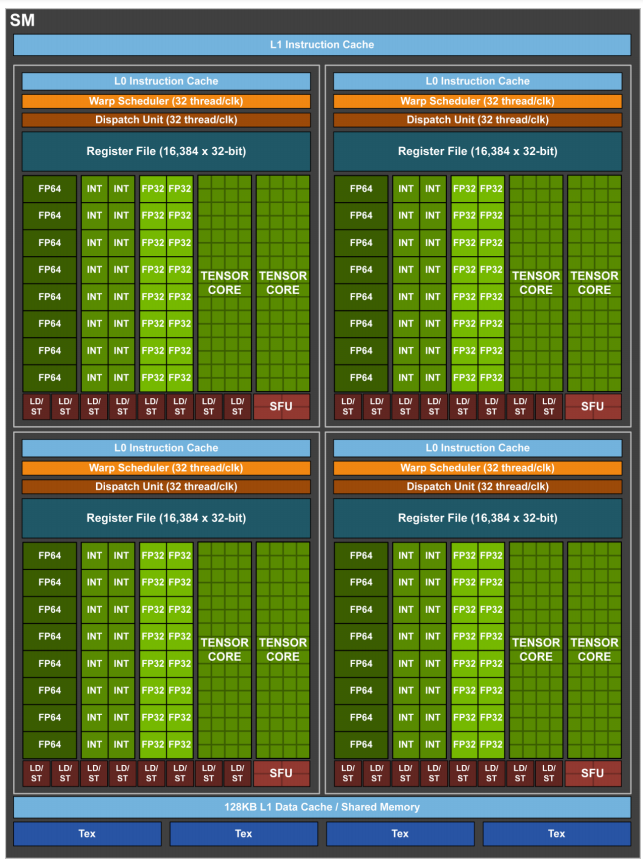 SM
L1 Instruction Cache
L0 Instruction Cache
Warp Scheduler (32 thread/clk)
Dispatch Unit (32 thread/clk)
Register File (16,384 x 32-bit)
FP64 INT INT FP32 FP32
FP64 INT INT FP32 FP32
FP64 INT INT FP32 FP32
FP64 INT INT FP32 FP32
TENSOR CORE TENSOR CORE
FP64 INT INT FP32 FP32
FP64 INT INT FP32 FP32
FP64 INT INT FP32 FP32
FP64 INT INT FP32 FP32
LD/ST LD/ST LD/ST LD/ST LD/ST LD/ST LD/ST LD/ST SFU
L0 Instruction Cache
Warp Scheduler (32 thread/clk)
Dispatch Unit (32 thread/clk)
Register File (16,384 x 32-bit)
FP64 INT INT FP32 FP32
FP64 INT INT FP32 FP32
FP64 INT INT FP32 FP32
FP64 INT INT FP32 FP32
TENSOR CORE TENSOR CORE
FP64 INT INT FP32 FP32
FP64 INT INT FP32 FP32
FP64 INT INT FP32 FP32
FP64 INT INT FP32 FP32
LD/ST LD/ST LD/ST LD/ST LD/ST LD/ST LD/ST LD/ST SFU
L0 Instruction Cache
Warp Scheduler (32 thread/clk)
Dispatch Unit (32 thread/clk)
Register File (16,384 x 32-bit)
FP64 INT INT FP32 FP32
FP64 INT INT FP32 FP32
FP64 INT INT FP32 FP32
FP64 INT INT FP32 FP32
TENSOR CORE TENSOR CORE
FP64 INT INT FP32 FP32
FP64 INT INT FP32 FP32
FP64 INT INT FP32 FP32
FP64 INT INT FP32 FP32
LD/ST LD/ST LD/ST LD/ST LD/ST LD/ST LD/ST LD/ST SFU
L0 Instruction Cache
Warp Scheduler (32 thread/clk)
Dispatch Unit (32 thread/clk)
Register File (16,384 x 32-bit)
FP64 INT INT FP32 FP32
FP64 INT INT FP32 FP32
FP64 INT INT FP32 FP32
FP64 INT INT FP32 FP32
TENSOR CORE TENSOR CORE
FP64 INT INT FP32 FP32
FP64 INT INT FP32 FP32
FP64 INT INT FP32 FP32
FP64 INT INT FP32 FP32
LD/ST LD/ST LD/ST LD/ST LD/ST LD/ST LD/ST LD/ST SFU
128KB L1 Data Cache / Shared Memory
Tex Tex Tex Tex